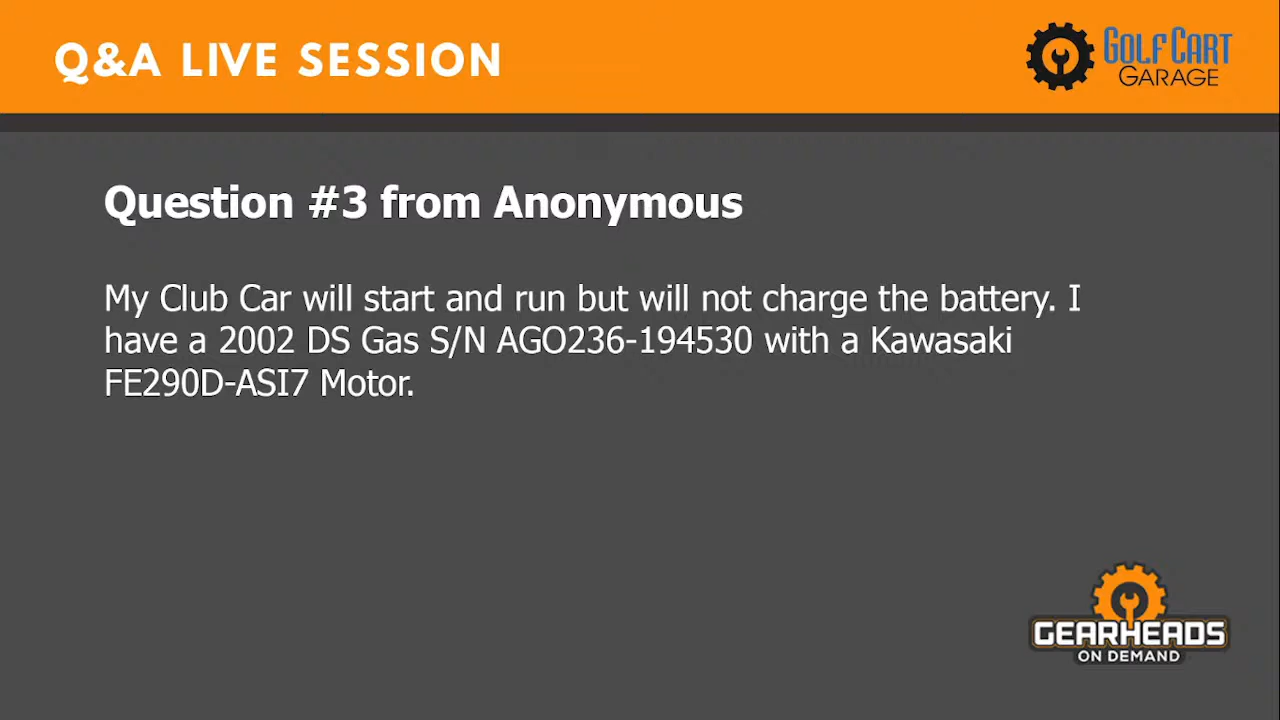 Q&A LIVE SESSION
GOLF CART
GARAGE
Question #3 from Anonymous
My Club Car will start and run but will not charge the battery. I
have a 2002 DS Gas S/N AGO236-194530 with a Kawasaki
FE290D-ASI7 Motor.
GEARHEADS
ON DEMAND